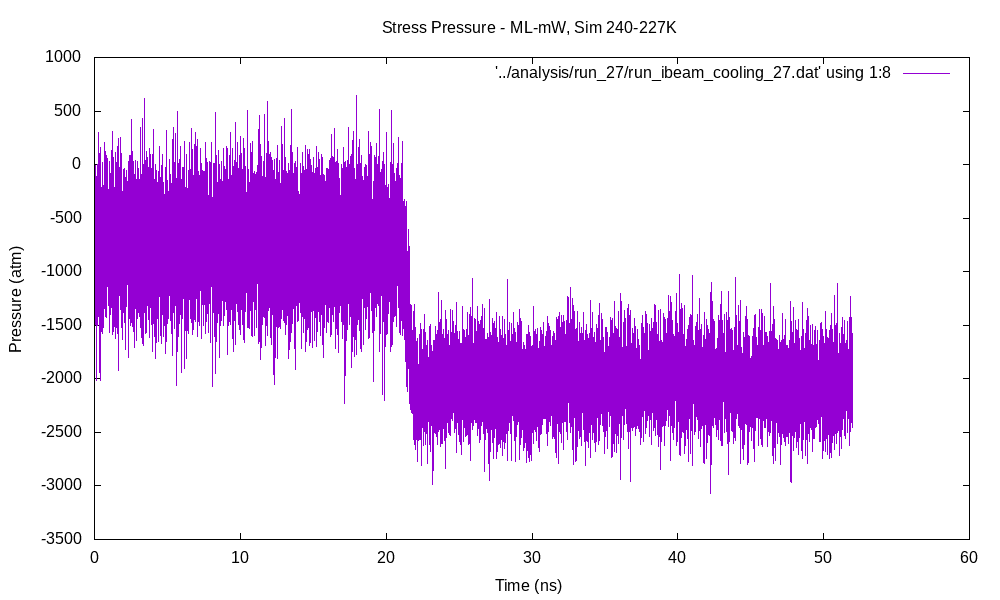 Stress Pressure - ML-mW, Sim 240-227K
'../analysis/run_27/run_ibeam_cooling_27.dat' using 1:8
1000
500
0
-500
-1000
-1500
-2000
-2500
-3000
-3500
Pressure (atm)
0 10 20 30 40 50 60
Time (ns)